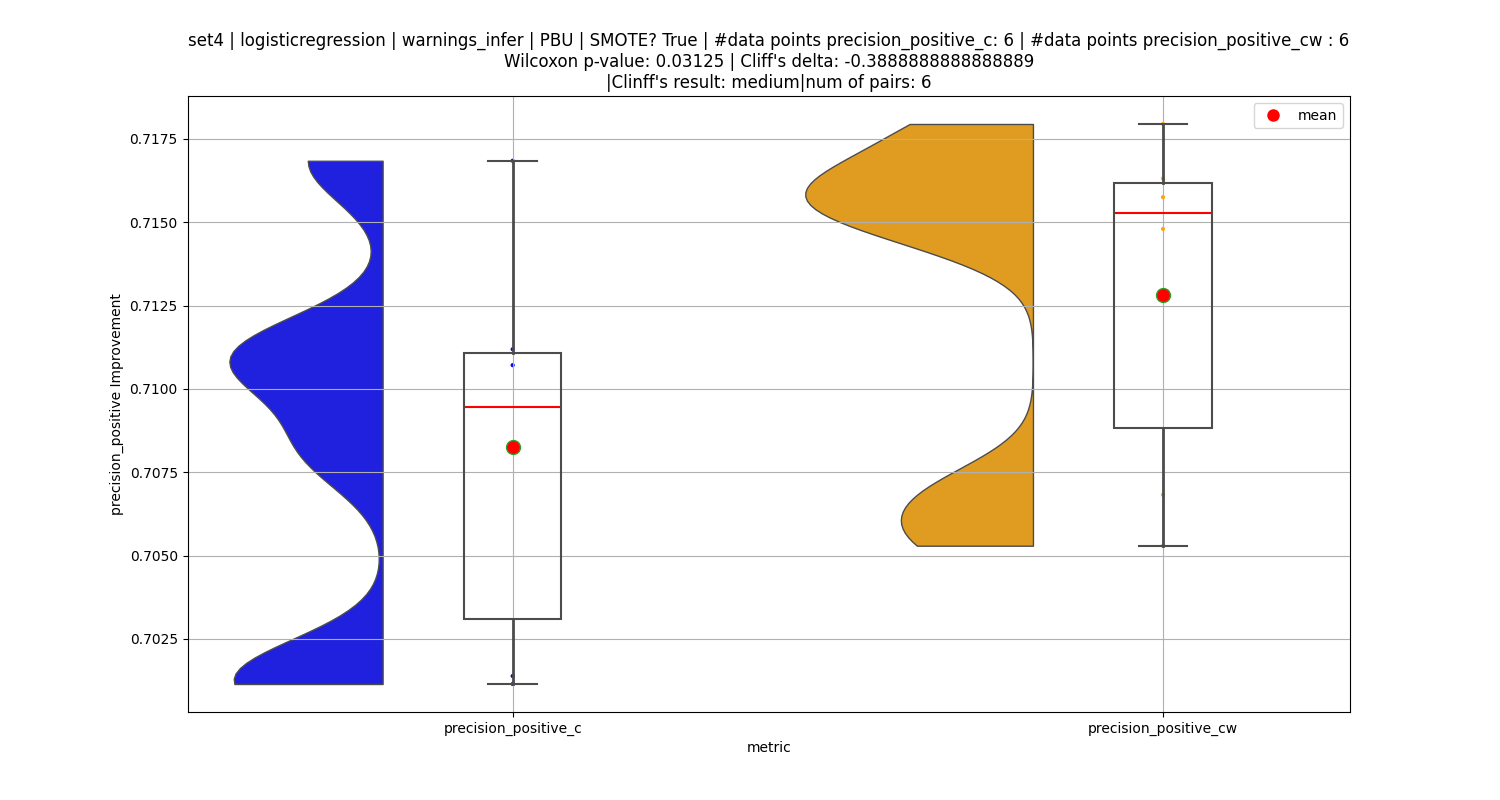 set4 | logisticregression | warnings_infer | PBU | SMOTE? True | #data points precision_positive_c: 6 | #data points precision_positive_cw : 6
Wilcoxon p-value: 0.03125 | Cliff's delta: -0.3888888888888889
|Clinff's result: medium|num of pairs: 6
mean
0.7175
0.7150
0.7125
0.7100
0.7075
0.7050
0.7025
precision_positive Improvement
precision_positive_c
precision_positive_cw
metric